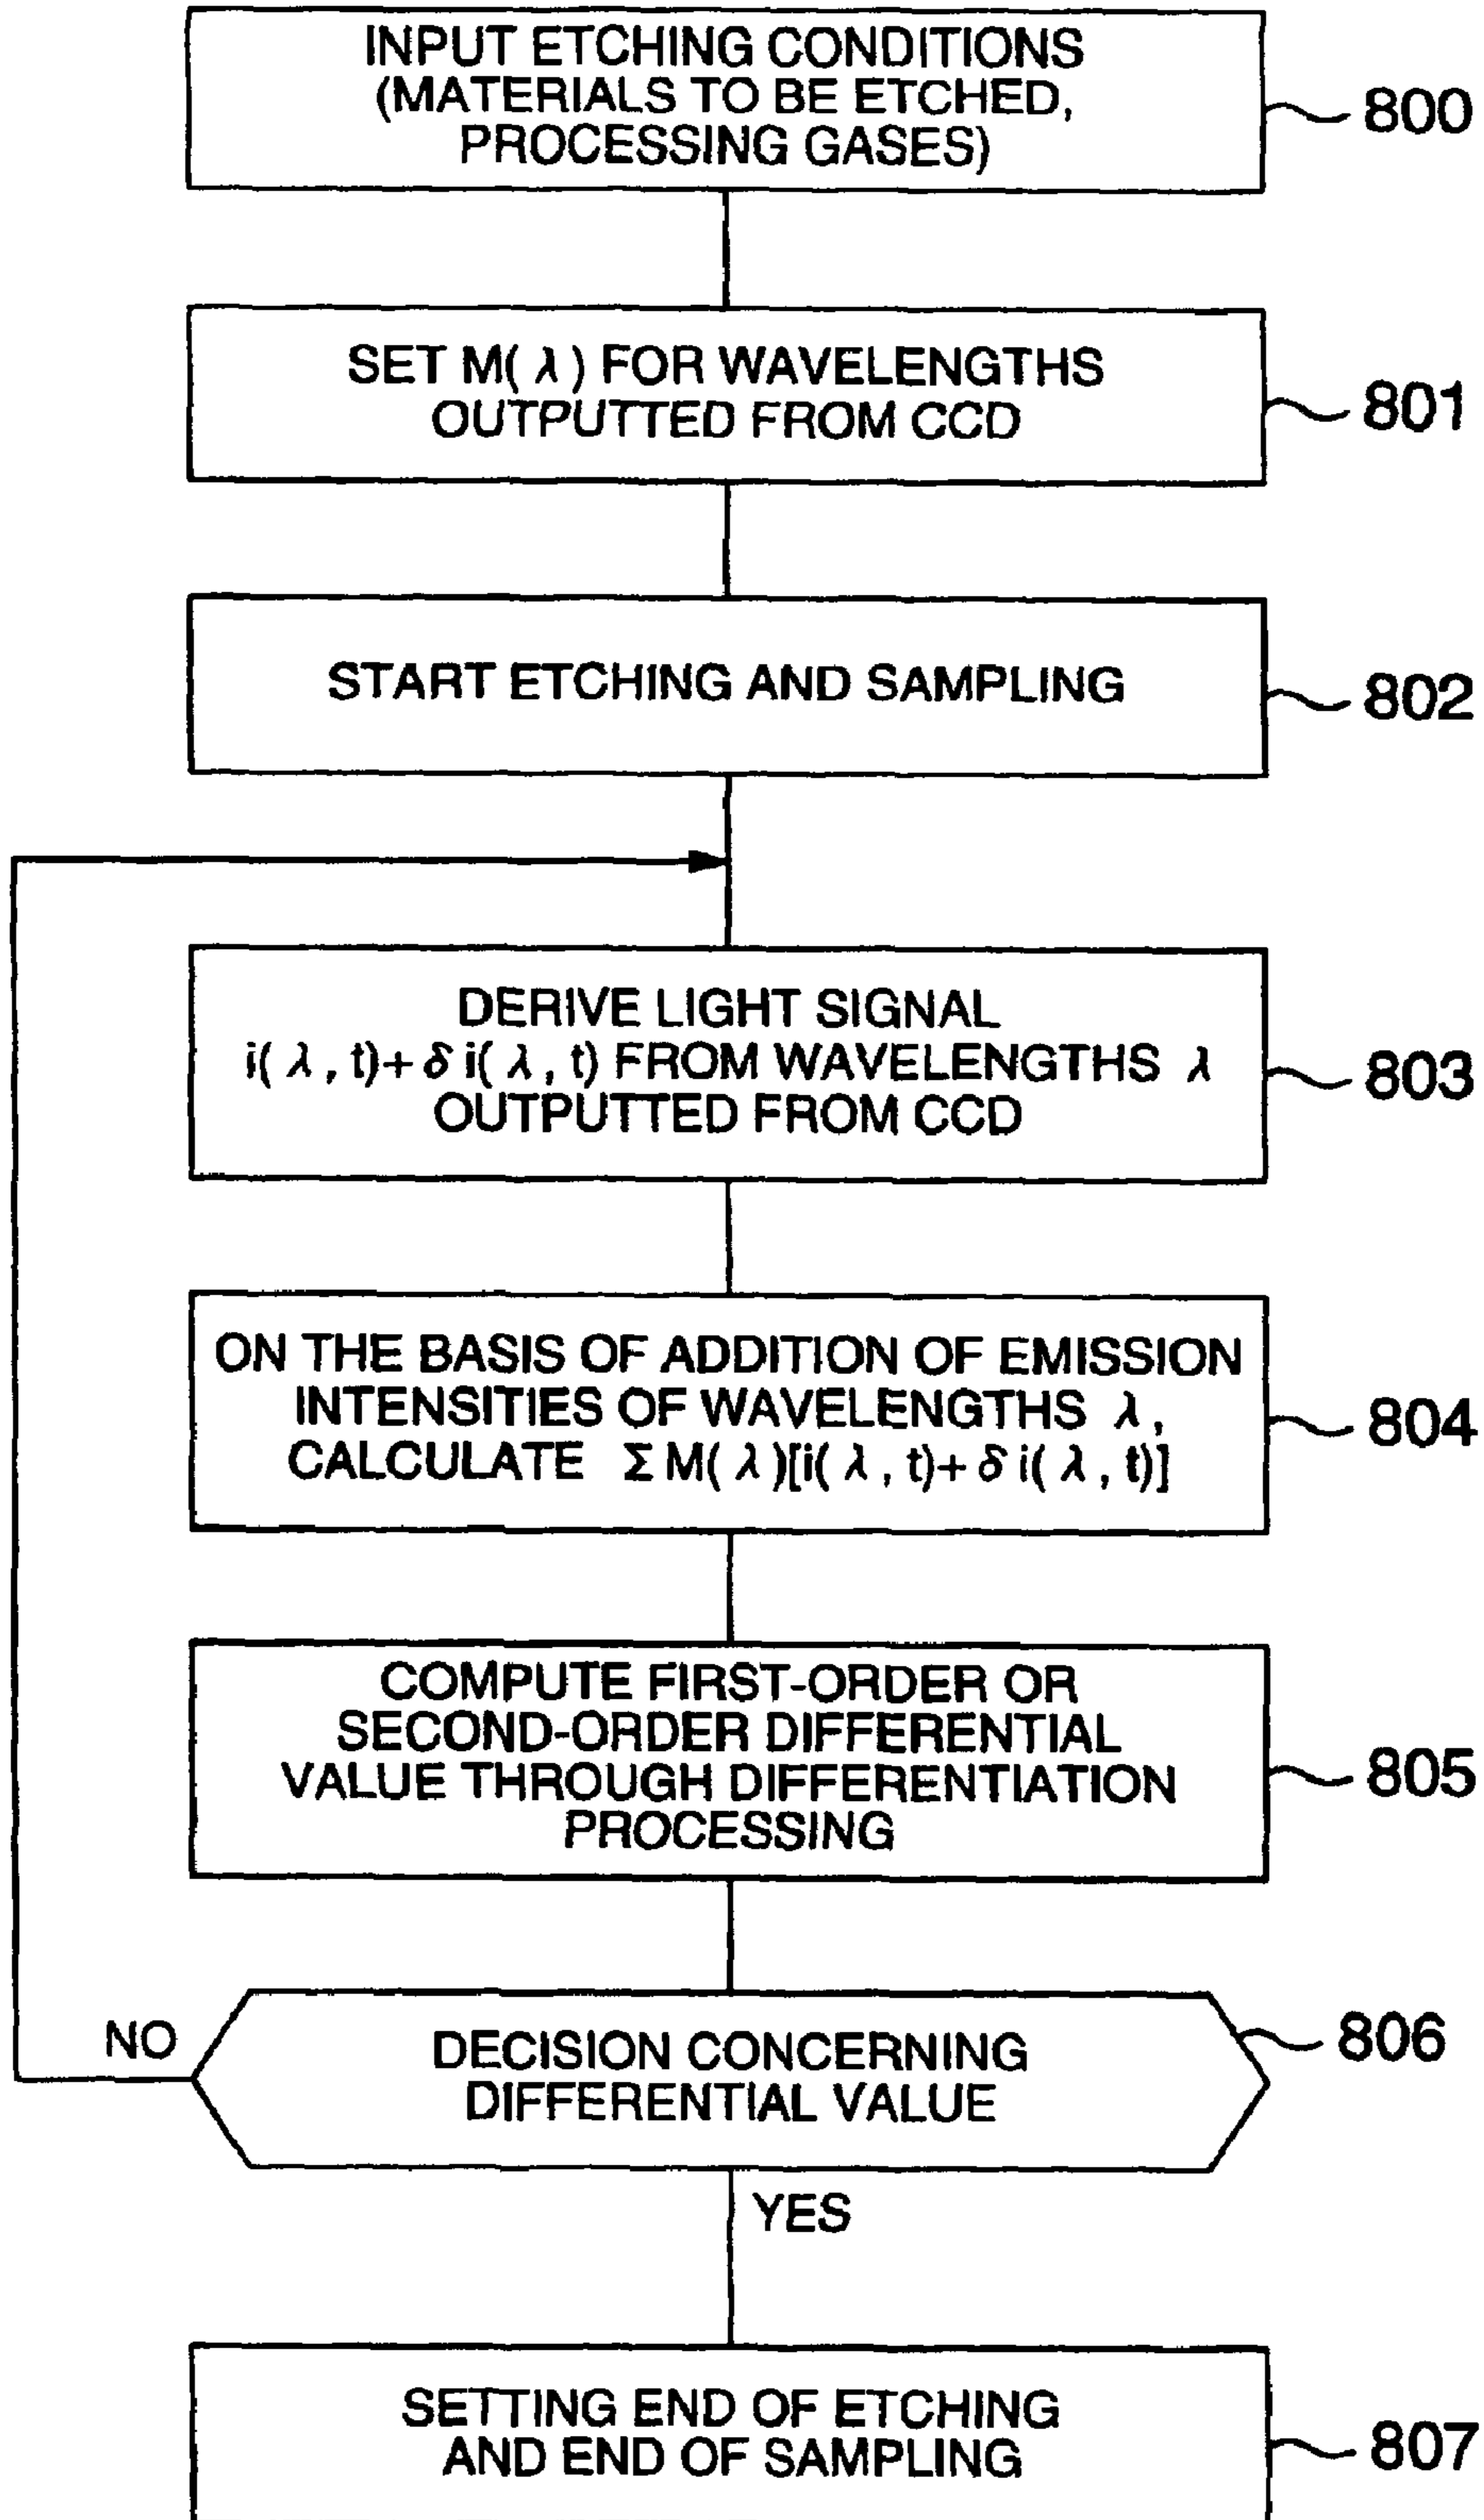 INPUT ETCHING CONDITIONS
(MATERIALS TO BE ETCHED,
PROCESSING GASES)
800
SET M( λ ) FOR WAVELENGTHS
OUTPUTTED FROM CCD
801
START ETCHING AND SAMPLING
802
DERIVE LIGHT SIGNAL
i( λ , t)+ δ i( λ , t) FROM WAVELENGTHS λ
OUTPUTTED FROM CCD
803
ON THE BASIS OF ADDITION OF EMISSION
INTENSITIES OF WAVELENGTHS λ ,
CALCULATE Σ M( λ )[i( λ , t)+ δ i( λ , t)]
804
COMPUTE FIRST-ORDER OR
SECOND-ORDER DIFFERENTIAL
VALUE THROUGH DIFFERENTIATION
PROCESSING
805
NO
DECISION CONCERNING
DIFFERENTIAL VALUE
806
YES
SETTING END OF ETCHING
AND END OF SAMPLING
807